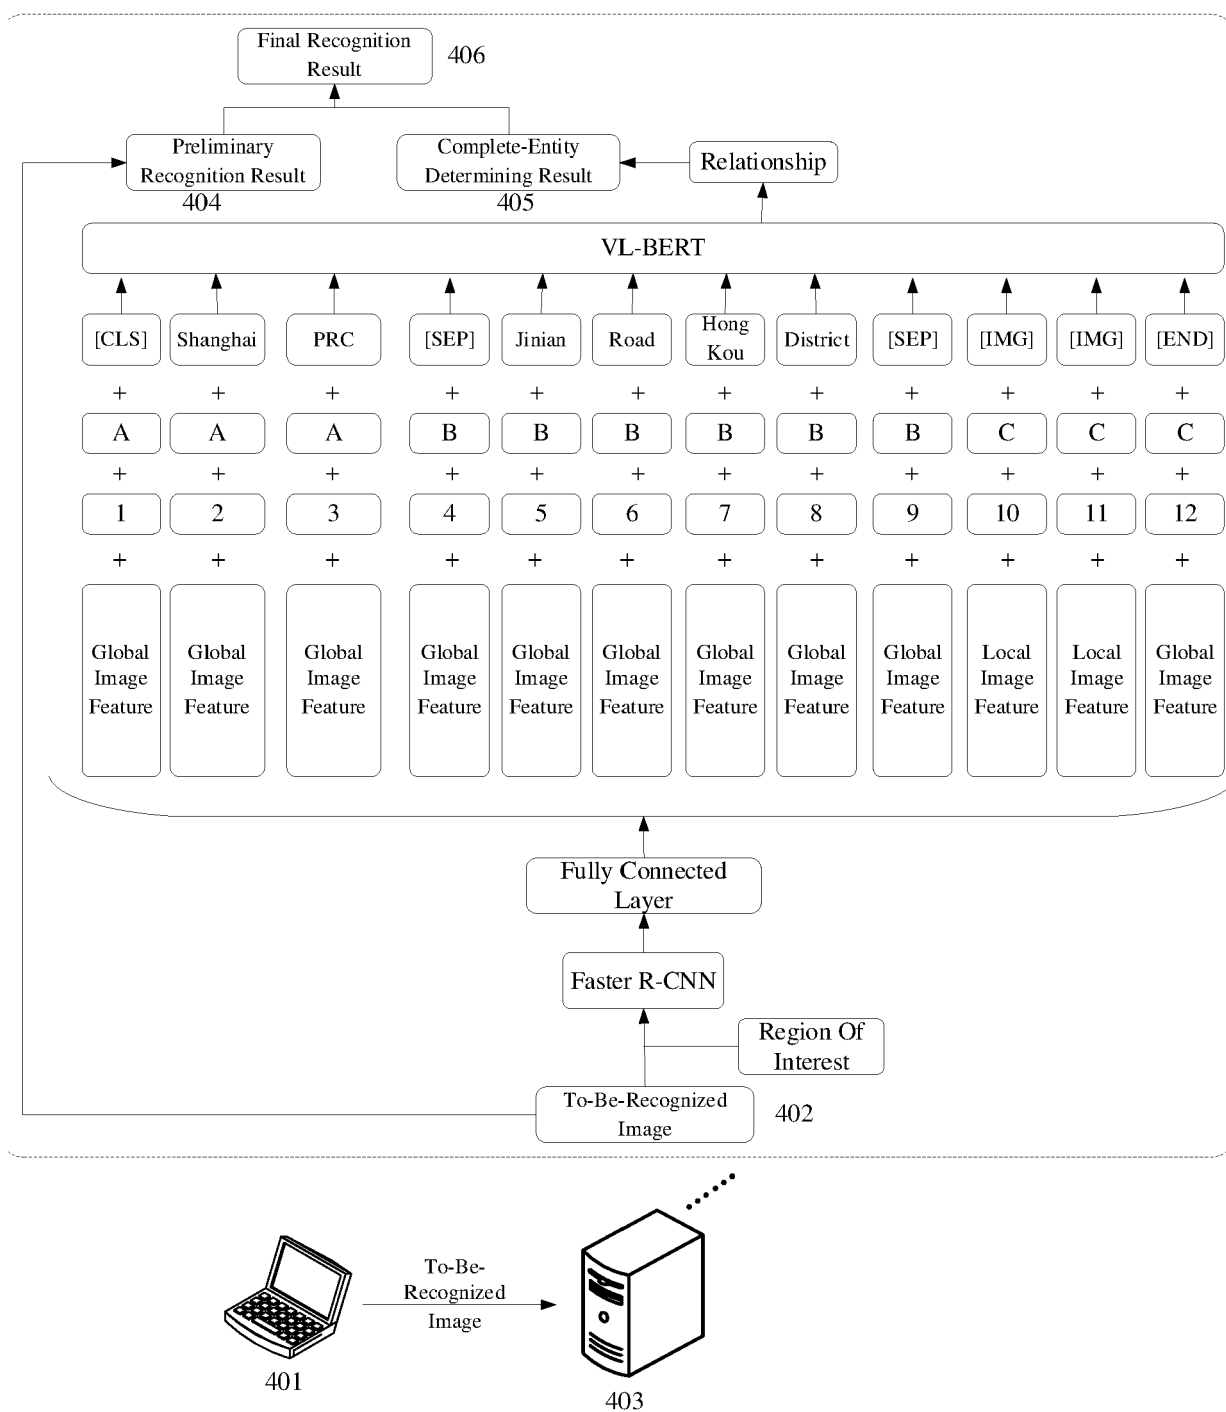 Final Recognition
Result
406
Preliminary
Recognition Result
404
Complete-Entity
Determining Result
405
Relationship
VL-BERT
[CLS] Shanghai PRC [SEP] Jinian Road Hong Kou District [SEP] [IMG] [IMG] [END]
+ + + + + + + + + + + +
A A A B B B B B B C C C
+ + + + + + + + + + + +
1 2 3 4 5 6 7 8 9 10 11 12
+ + + + + + + + + + + +
Global Global Global Global Global Global Global Global Global Local Local Global
Image Image Image Image Image Image Image Image Image Image Image Image
Feature Feature Feature Feature Feature Feature Feature Feature Feature Feature Feature Feature
Fully Connected
Layer
Faster R-CNN
Region Of
Interest
To-Be-Recognized
Image
402
To-Be-
Recognized
Image
401
403